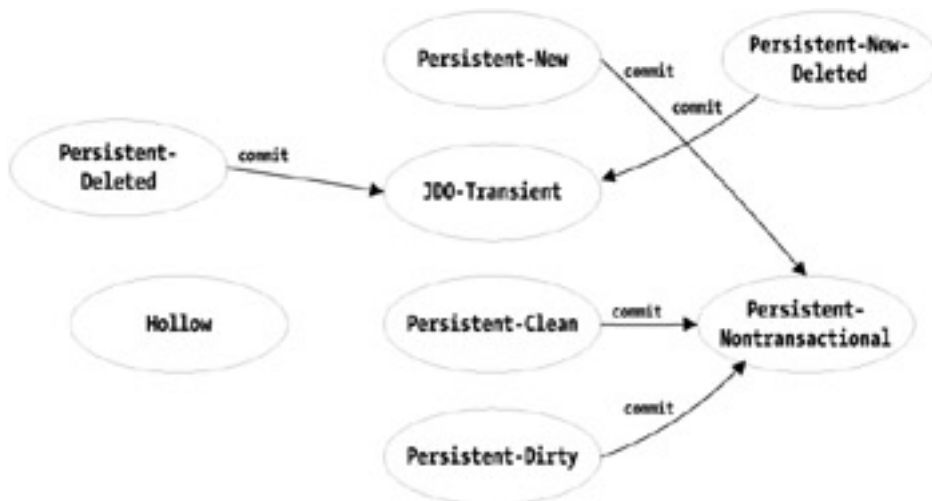 Persistent-New
commit
Persistent-New-
Deleted
commit
Persistent-
Deleted
commit
JDO-Transient
Hollow
Persistent-Clean
commit
Persistent-
Nontransactional
commit
Persistent-Dirty